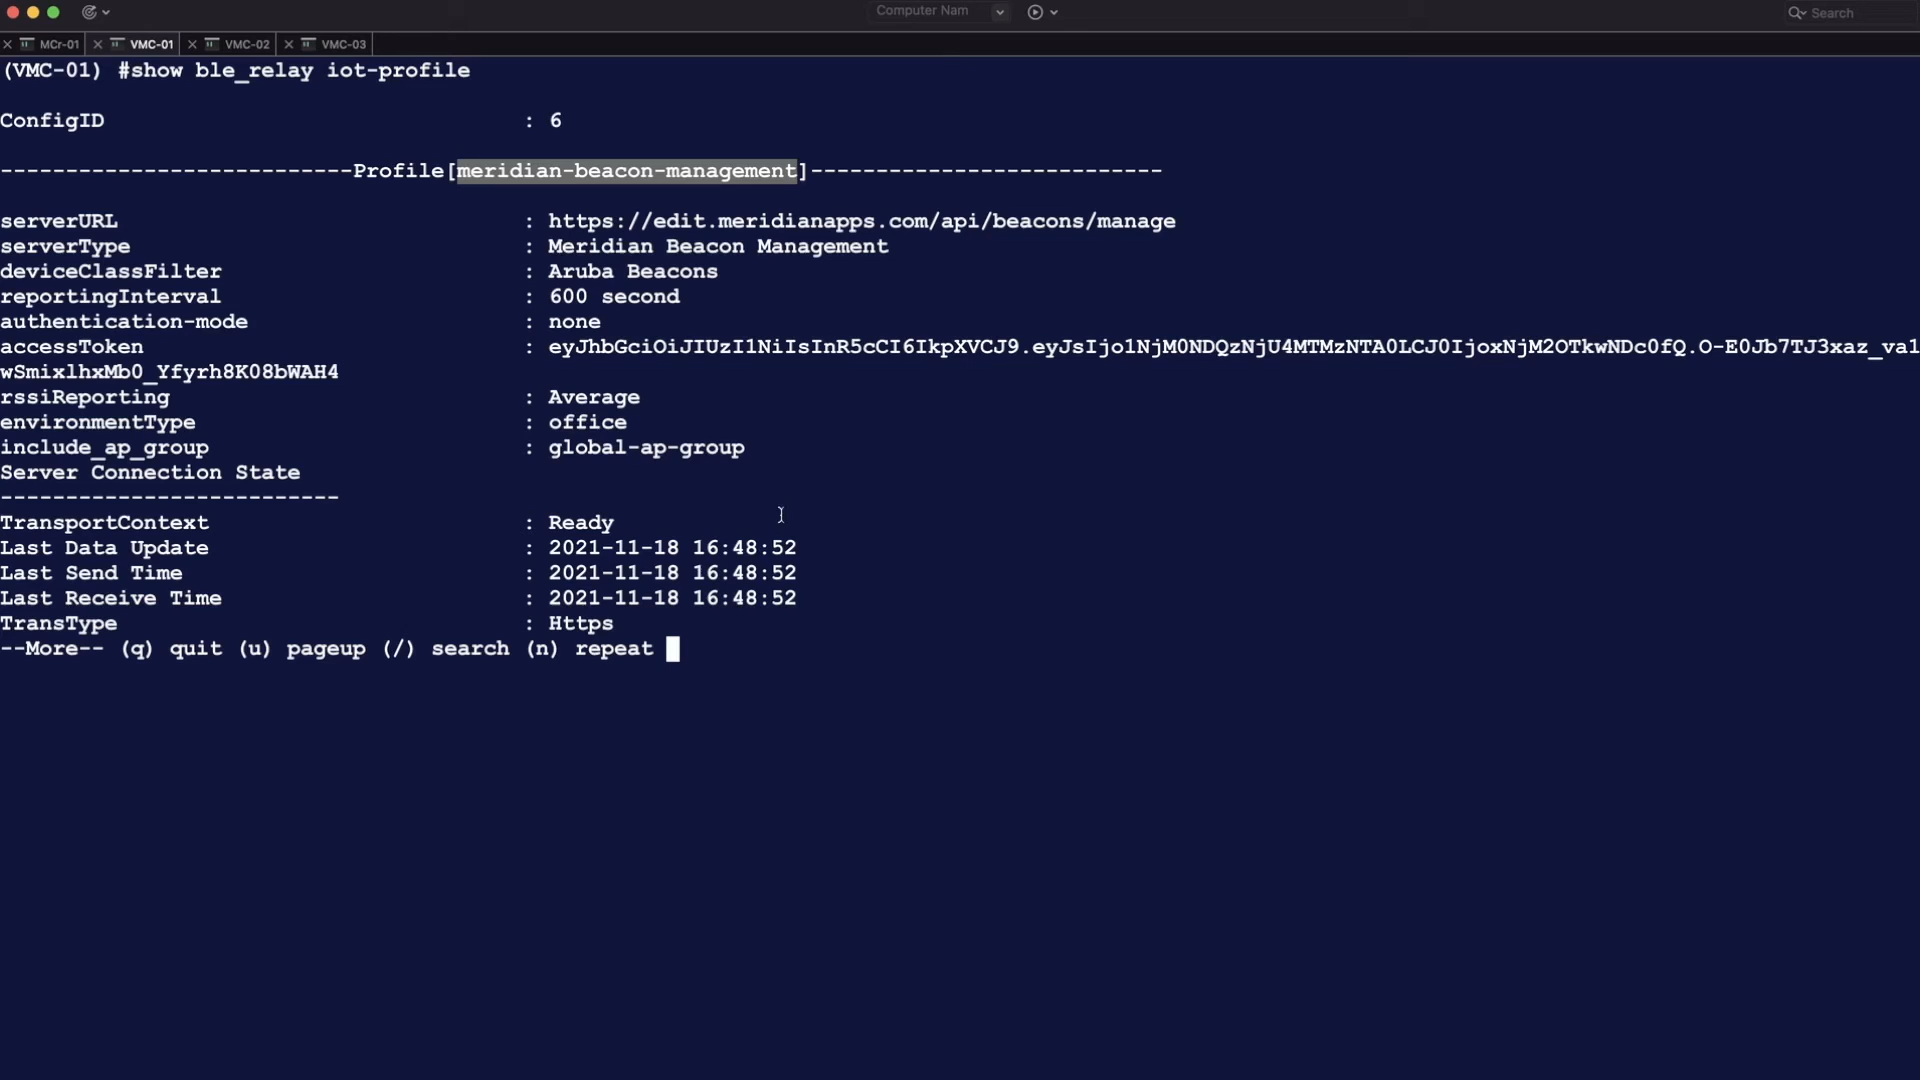 Computer Nam
Search
MCr-01
VMC-01
VMC-02
VMC-03
(VMC-01) #show ble_relay iot-profile
ConfigID : 6
---------------------------Profile[meridian-beacon-management]---------------------------
serverURL : https://edit.meridianapps.com/api/beacons/manage
serverType : Meridian Beacon Management
deviceClassFilter : Aruba Beacons
reportingInterval : 600 second
authentication-mode : none
accessToken : eyJhbGciOiJIUzI1NiIsInR5cCI6IkpXVCJ9.eyJsIjo1NjM0NDQzNjU4MTMzNTA0LCJ0IjoxNjM2OTkwNDc0fQ.O-E0Jb7TJ3xaz_va1
wSmixlhxMb0_Yfyrh8K08bWAH4
rssiReporting : Average
environmentType : office
include_ap_group : global-ap-group
Server Connection State
--------------------------
TransportContext : Ready
Last Data Update : 2021-11-18 16:48:52
Last Send Time : 2021-11-18 16:48:52
Last Receive Time : 2021-11-18 16:48:52
TransType : Https
--More-- (q) quit (u) pageup (/) search (n) repeat